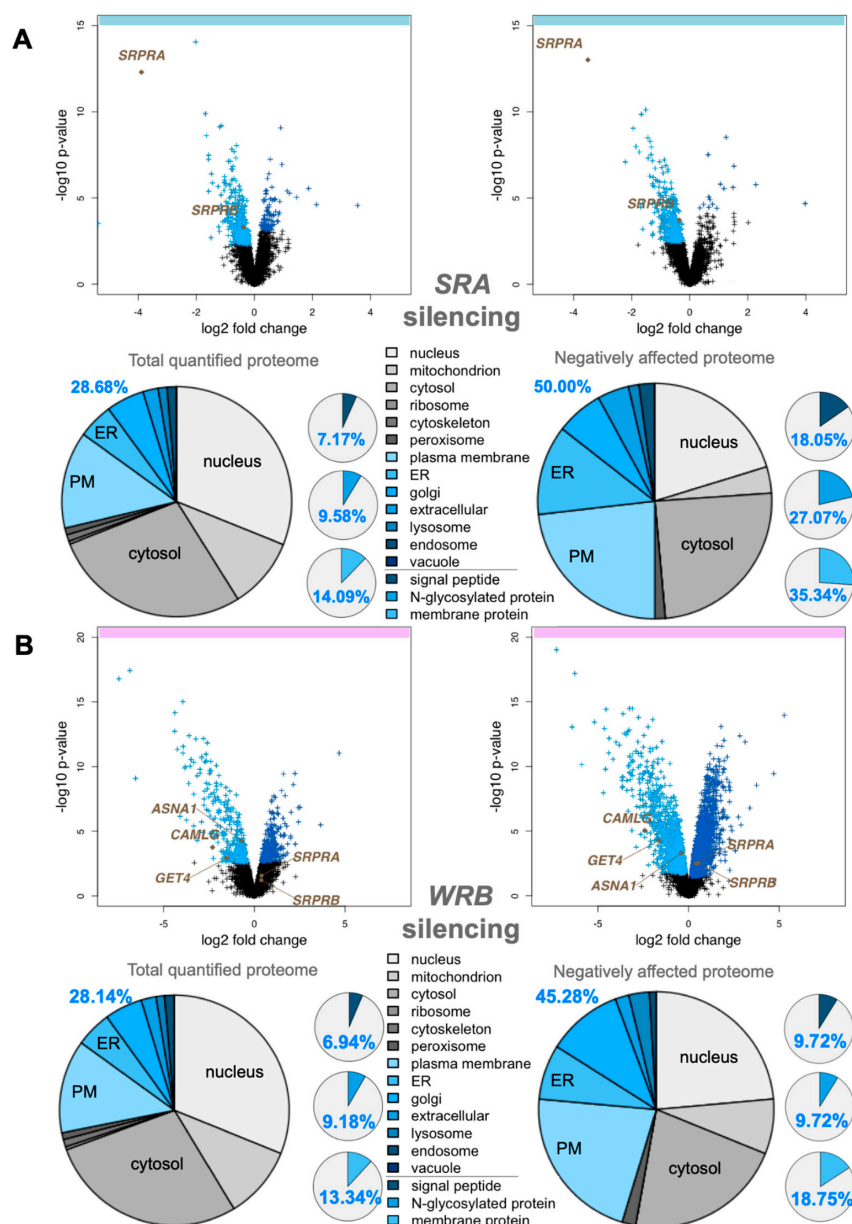 A
SRPRA
SRPRB
-log10 p-value
15
10
5
0
-4
-2
0
2
4
log2 fold change
SRPRA
SRPRB
-log10 p-value
15
10
5
0
-4
-2
0
2
4
log2 fold change
SRA
silencing
Total quantified proteome
28.68%
ER
PM
nucleus
cytosol
7.17%
9.58%
14.09%
nucleus
mitochondrion
cytosol
ribosome
cytoskeleton
peroxisome
plasma membrane
ER
golgi
extracellular
lysosome
endosome
vacuole
signal peptide
N-glycosylated protein
membrane protein
Negatively affected proteome
50.00%
ER
PM
nucleus
cytosol
18.05%
27.07%
35.34%
B
ASNA1
CAMLG
GET4
SRPRA
SRPRB
-log10 p-value
20
15
10
5
0
-5
0
5
log2 fold change
CAMLG
GET4
ASNA1
SRPRA
SRPRB
-log10 p-value
20
15
10
5
0
-5
0
5
log2 fold change
WRB
silencing
Total quantified proteome
28.14%
ER
PM
nucleus
cytosol
6.94%
9.18%
13.34%
nucleus
mitochondrion
cytosol
ribosome
cytoskeleton
peroxisome
plasma membrane
ER
golgi
extracellular
lysosome
endosome
vacuole
signal peptide
N-glycosylated protein
membrane protein
Negatively affected proteome
45.28%
ER
PM
nucleus
cytosol
9.72%
9.72%
18.75%